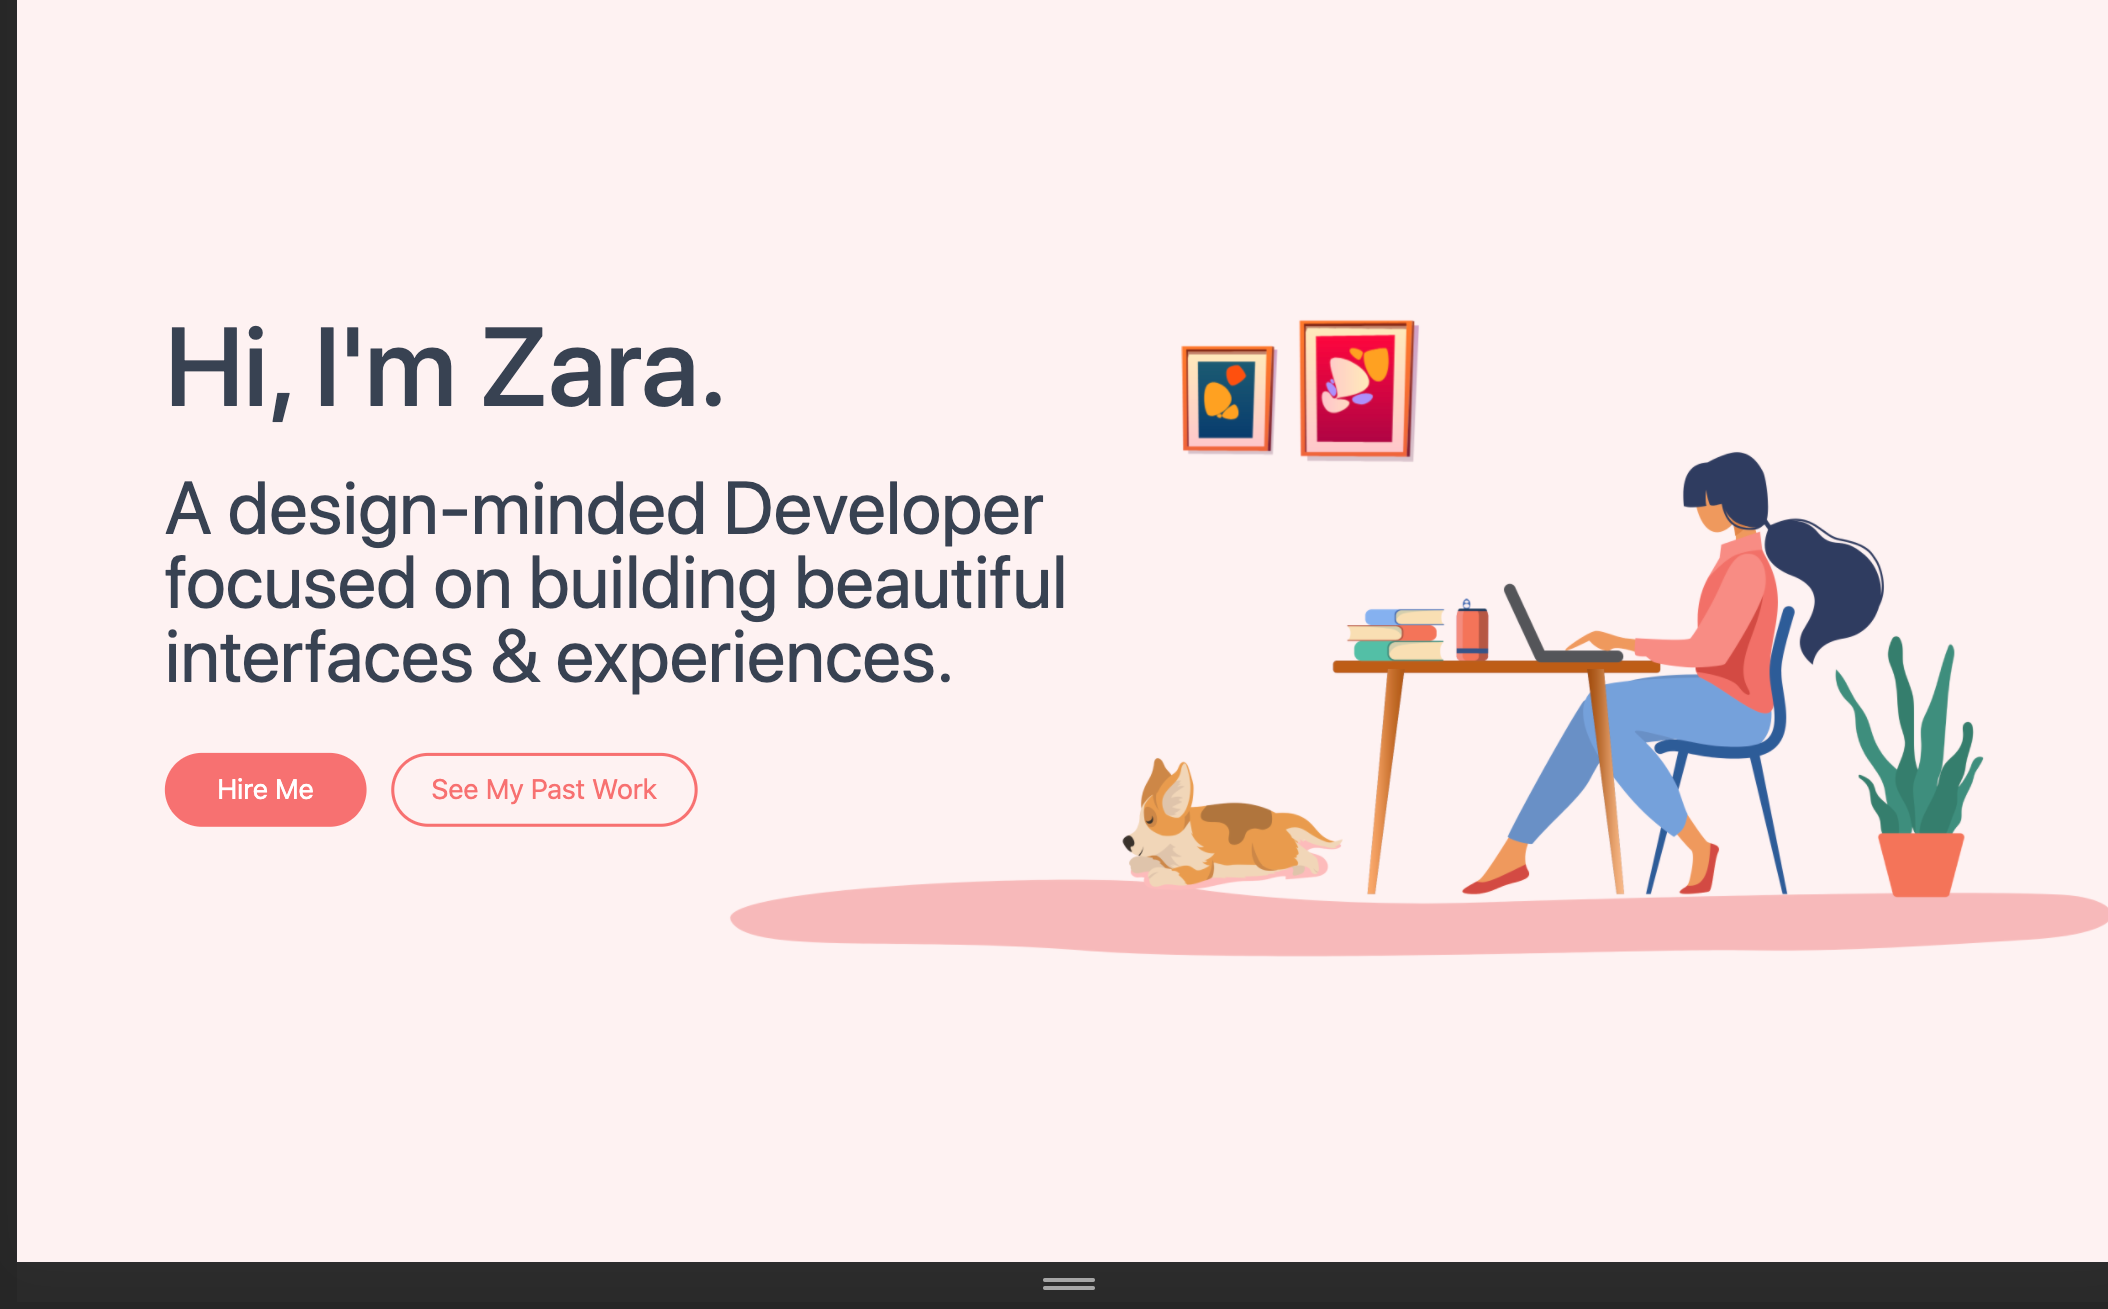 Hi, I'm Zara.
A design-minded Developer
focused on building beautiful
interfaces & experiences.
Hire Me
See My Past Work